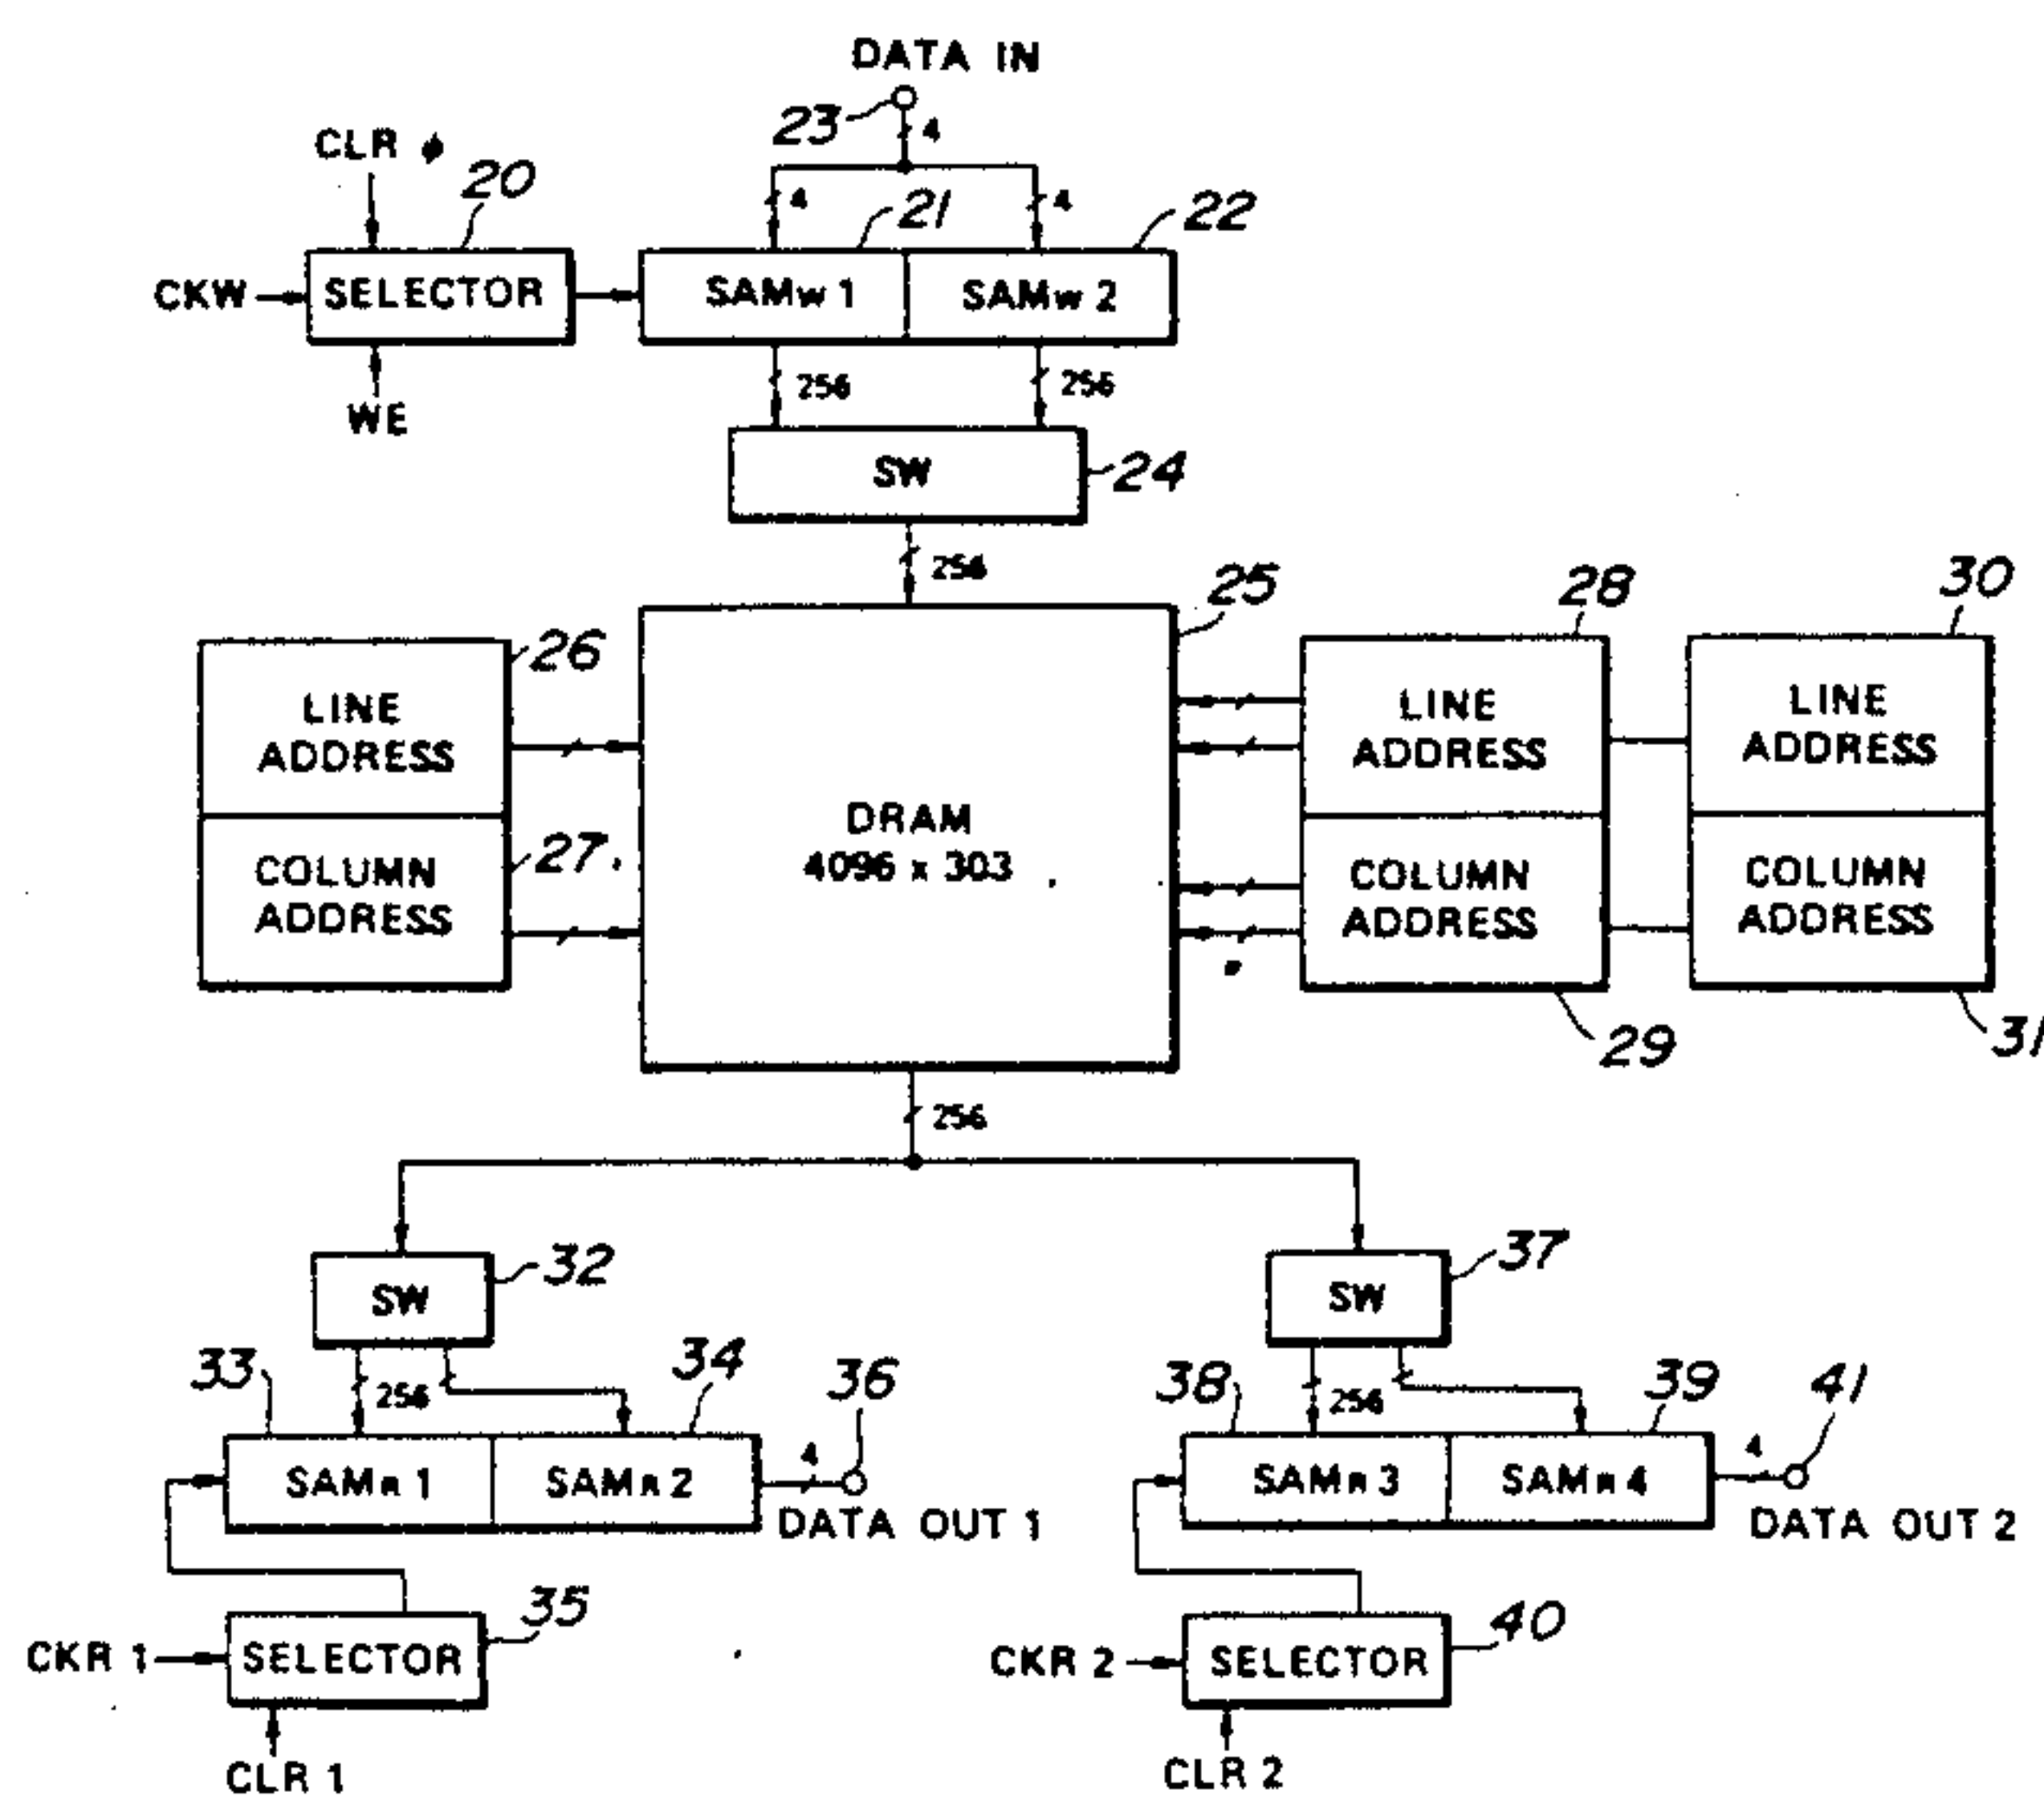 DATA IN
23
4
CLR ϕ
20
4
21
4
22
CKW
SELECTOR
SAMw 1
SAMw 2
WE
256
256
SW
24
256
25
28
30
26
LINE
ADDRESS
LINE
ADDRESS
LINE
ADDRESS
DRAM
4096 x 303
27
COLUMN
ADDRESS
COLUMN
ADDRESS
COLUMN
ADDRESS
29
31
256
SW
32
SW
37
33
256
34
36
38
256
39
41
SAMR 1
SAMR 2
4
DATA OUT 1
SAMR 3
SAMR 4
4
DATA OUT 2
35
40
CKR 1
SELECTOR
CKR 2
SELECTOR
CLR 1
CLR 2